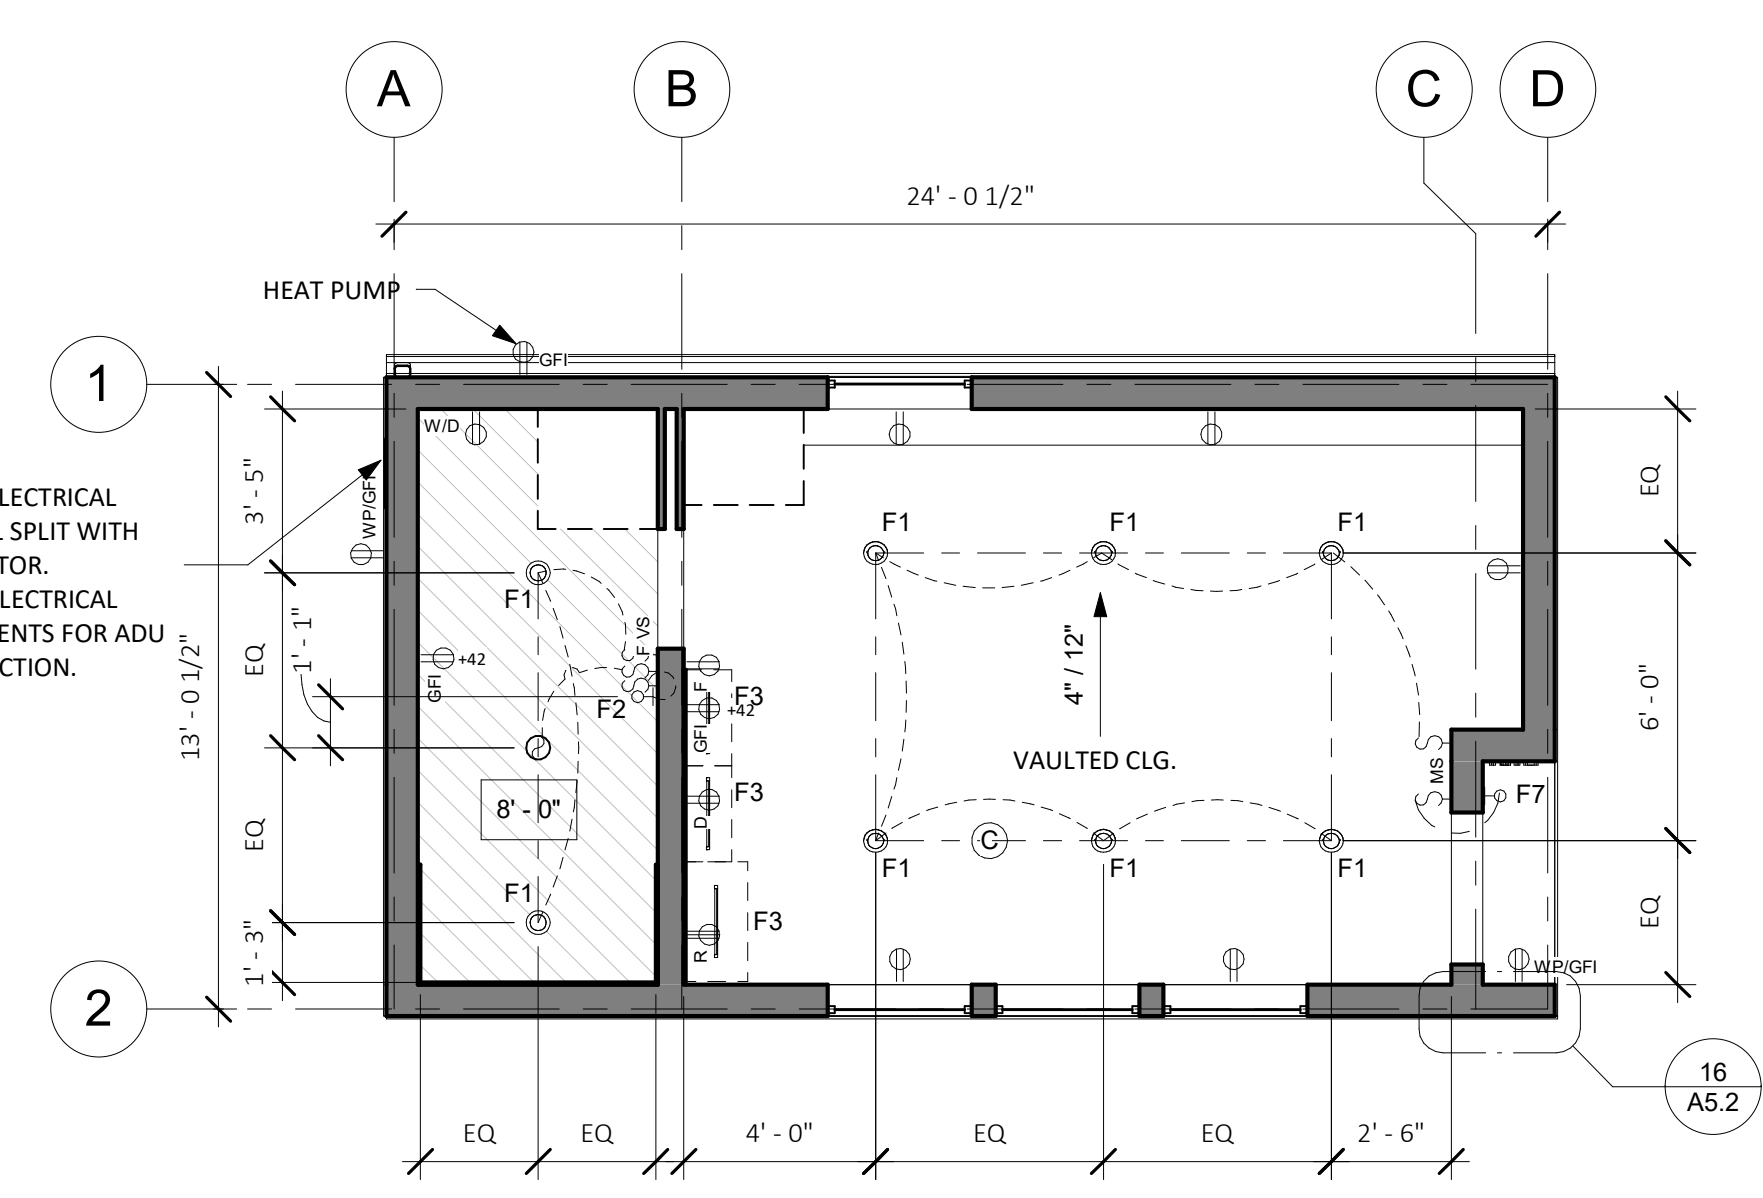 A
B
C
D
24' - 0 1/2"
HEAT PUMP
GFI
1
W/D
3' - 5"
WP/GFI
EQ
LECTRICAL
L SPLIT WITH
TOR.
LECTRICAL
ENTS FOR ADU
CTION.
F1
F1
F1
F1
VS
F
1' - 1"
EQ
13' - 0 1/2"
+42
GFI
F2
F
F3
+42
GFI
4" / 12"
6' - 0"
VAULTED CLG.
MS
F7
8' - 0"
D
F3
EQ
C
F1
F1
F1
F1
F3
R
1' - 3"
EQ
WP/GFI
2
16
A5.2
EQ
EQ
4' - 0"
EQ
EQ
2' - 6"